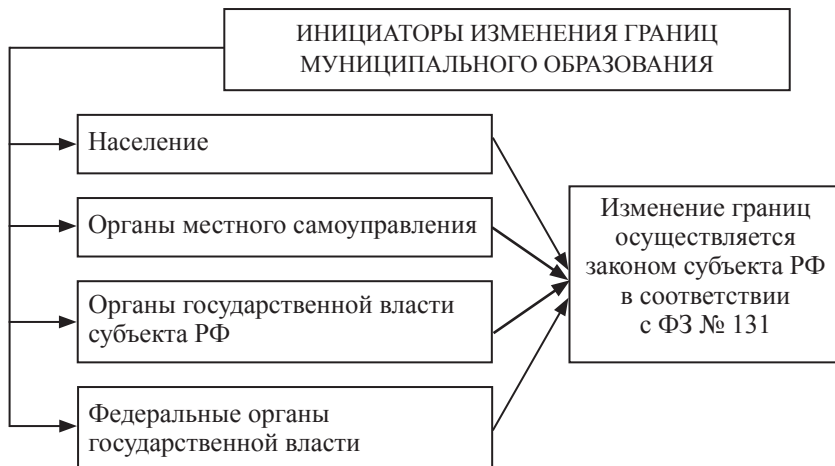 ИНИЦИАТОРЫ ИЗМЕНЕНИЯ ГРАНИЦ
МУНИЦИПАЛЬНОГО ОБРАЗОВАНИЯ
Население
Органы местного самоуправления
Органы государственной власти
субъекта РФ
Федеральные органы
государственной власти
Изменение границ
осуществляется
законом субъекта РФ
в соответствии
с ФЗ № 131